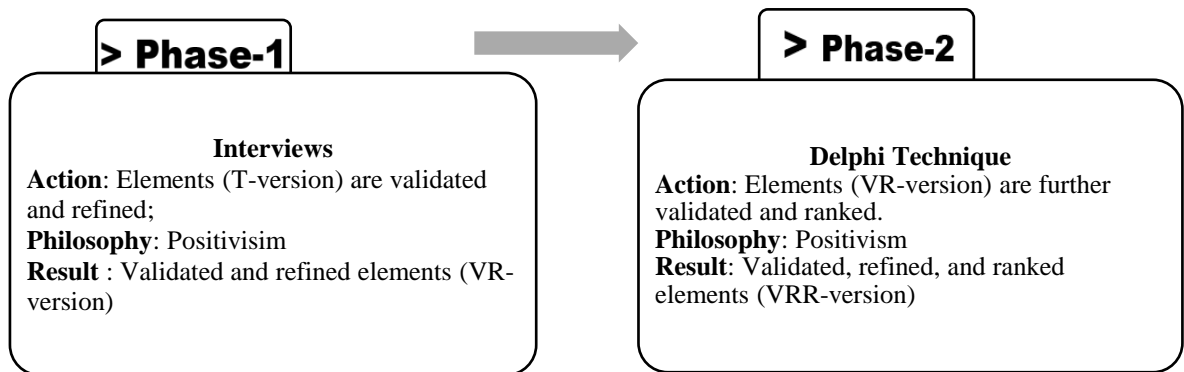 > Phase-1
Interviews
Action: Elements (T-version) are validated
and refined;
Philosophy: Positivisim
Result : Validated and refined elements (VR-
version)
> Phase-2
Delphi Technique
Action: Elements (VR-version) are further
validated and ranked.
Philosophy: Positivism
Result: Validated, refined, and ranked
elements (VRR-version)